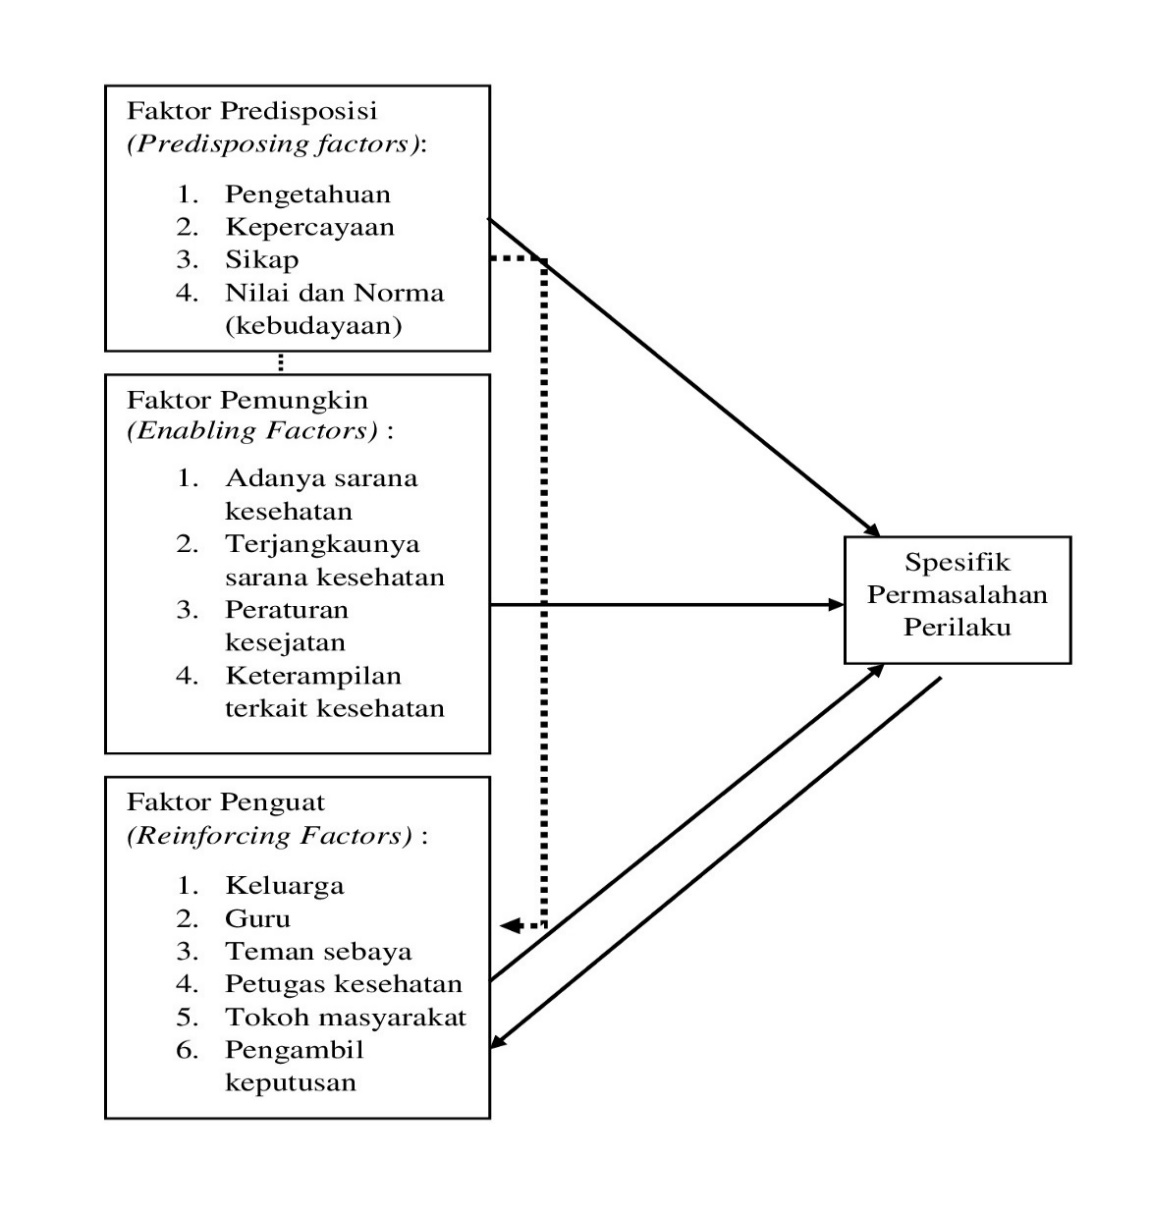 Faktor Predisposisi
(Predisposing factors):
1. Pengetahuan
2. Kepercayaan
3. Sikap
4. Nilai dan Norma
(kebudayaan)
Faktor Pemungkin
(Enabling Factors) :
1. Adanya sarana
kesehatan
2. Terjangkaunya
sarana kesehatan
3. Peraturan
kesejatan
4. Keterampilan
terkait kesehatan
Faktor Penguat
(Reinforcing Factors) :
1. Keluarga
2. Guru
3. Teman sebaya
4. Petugas kesehatan
5. Tokoh masyarakat
6. Pengambil
keputusan
Spesifik
Permasalahan
Perilaku